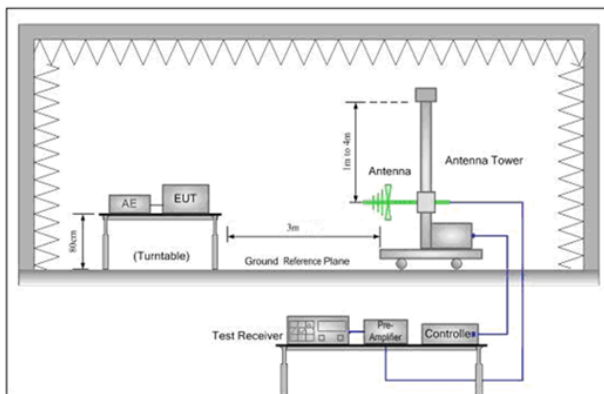 1m to 4m
Antenna
Antenna Tower
AE
EUT
80cm
(Turntable)
3m
Ground Reference Plane
Test Receiver
Pre-
Amplifier
Controller